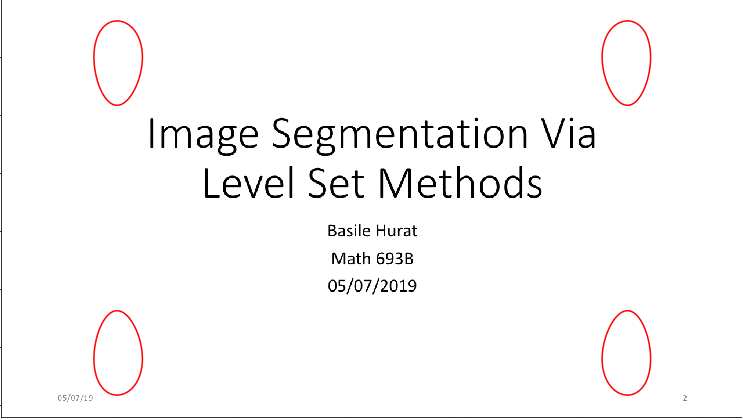 Image Segmentation Via
Level Set Methods
Basile Hurat
Math 693B
05/07/2019
05/07/19
2